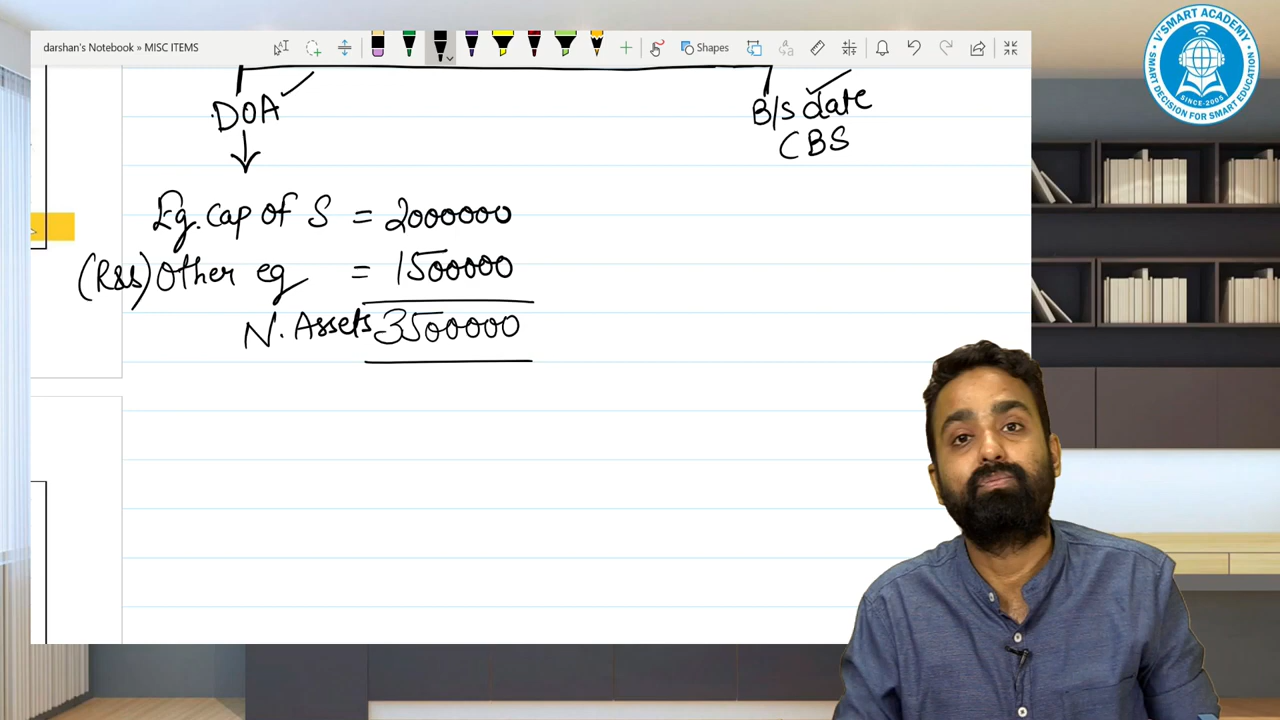 darshan's Notebook » MISC ITEMS
Shapes
V'SMART ACADEMY
SMART DECISION FOR SMART EDUCATION
SINCE-2005
DOA
B/s date
CBS
Eq. cap of S = 2000000
(R&S) Other eq = 1500000
N. Assets 3500000